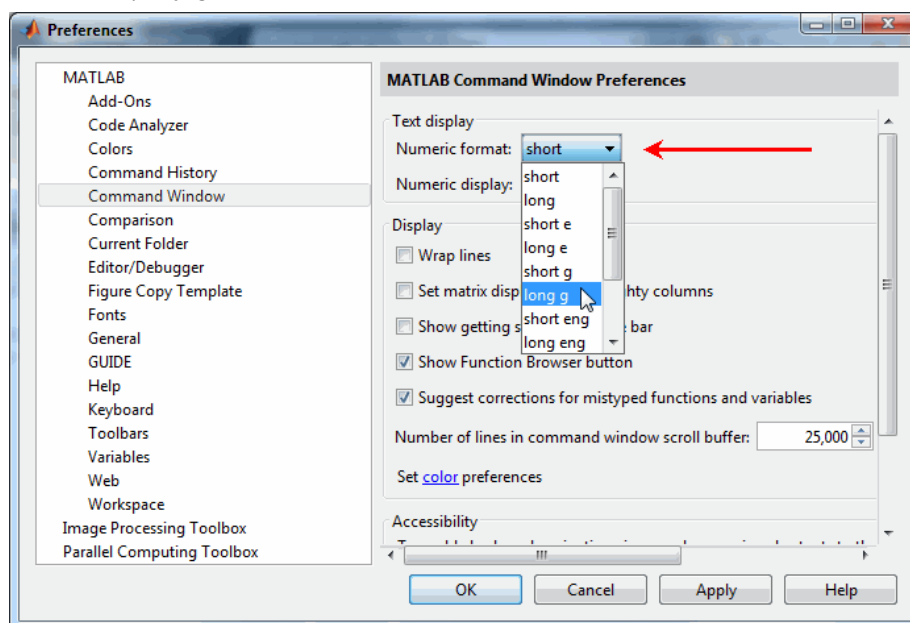 Preferences
MATLAB
Add-Ons
Code Analyzer
Colors
Command History
Command Window
Comparison
Current Folder
Editor/Debugger
Figure Copy Template
Fonts
General
GUIDE
Help
Keyboard
Toolbars
Variables
Web
Workspace
Image Processing Toolbox
Parallel Computing Toolbox
MATLAB Command Window Preferences
Text display
Numeric format: short
Numeric display:
short
long
short e
long e
short g
long g
short eng
long eng
Display
Wrap lines
Set matrix disp hty columns
Show getting s bar
Show Function Browser button
Suggest corrections for mistyped functions and variables
Number of lines in command window scroll buffer: 25,000
Set color preferences
Accessibility
OK Cancel Apply Help